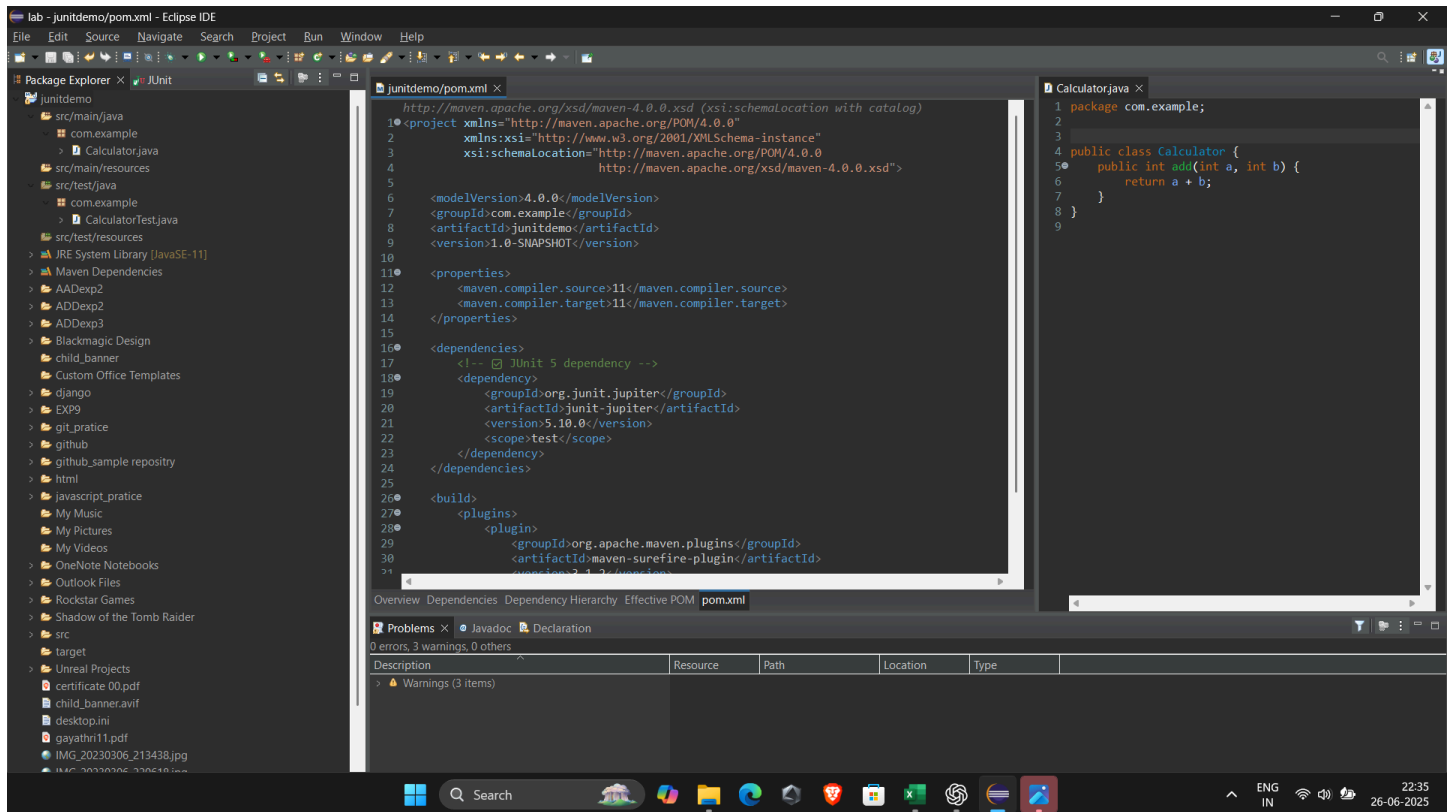 lab - junitdemo/pom.xml - Eclipse IDE
File Edit Source Navigate Search Project Run Window Help
Package Explorer JUnit
junitdemo
src/main/java
com.example
Calculator.java
src/main/resources
src/test/java
com.example
CalculatorTest.java
src/test/resources
JRE System Library [JavaSE-11]
Maven Dependencies
AADexp2
ADDexp2
ADDexp3
Blackmagic Design
child_banner
Custom Office Templates
django
EXP9
git_pratice
github
github_sample repositry
html
javascript_pratice
My Music
My Pictures
My Videos
OneNote Notebooks
Outlook Files
Rockstar Games
Shadow of the Tomb Raider
src
target
Unreal Projects
certificate 00.pdf
child_banner.avif
desktop.ini
gayathri11.pdf
IMG_20230306_213438.jpg
junitdemo/pom.xml
http://maven.apache.org/xsd/maven-4.0.0.xsd (xsi:schemaLocation with catalog)
1 <project xmlns="http://maven.apache.org/POM/4.0.0"
2 xmlns:xsi="http://www.w3.org/2001/XMLSchema-instance"
3 xsi:schemaLocation="http://maven.apache.org/POM/4.0.0
4 http://maven.apache.org/xsd/maven-4.0.0.xsd">
5
6 <modelVersion>4.0.0</modelVersion>
7 <groupId>com.example</groupId>
8 <artifactId>junitdemo</artifactId>
9 <version>1.0-SNAPSHOT</version>
10
11 <properties>
12 <maven.compiler.source>11</maven.compiler.source>
13 <maven.compiler.target>11</maven.compiler.target>
14 </properties>
15
16 <dependencies>
17 <!-- ☑ JUnit 5 dependency -->
18 <dependency>
19 <groupId>org.junit.jupiter</groupId>
20 <artifactId>junit-jupiter</artifactId>
21 <version>5.10.0</version>
22 <scope>test</scope>
23 </dependency>
24 </dependencies>
25
26 <build>
27 <plugins>
28 <plugin>
29 <groupId>org.apache.maven.plugins</groupId>
30 <artifactId>maven-surefire-plugin</artifactId>
31 <version>3.1.2</version>
Overview Dependencies Dependency Hierarchy Effective POM pom.xml
Calculator.java
1 package com.example;
2
3
4 public class Calculator {
5 public int add(int a, int b) {
6 return a + b;
7 }
8 }
9
Problems Javadoc Declaration
0 errors, 3 warnings, 0 others
Description Resource Path Location Type
Warnings (3 items)
Search
ENG
IN
22:35
26-06-2025